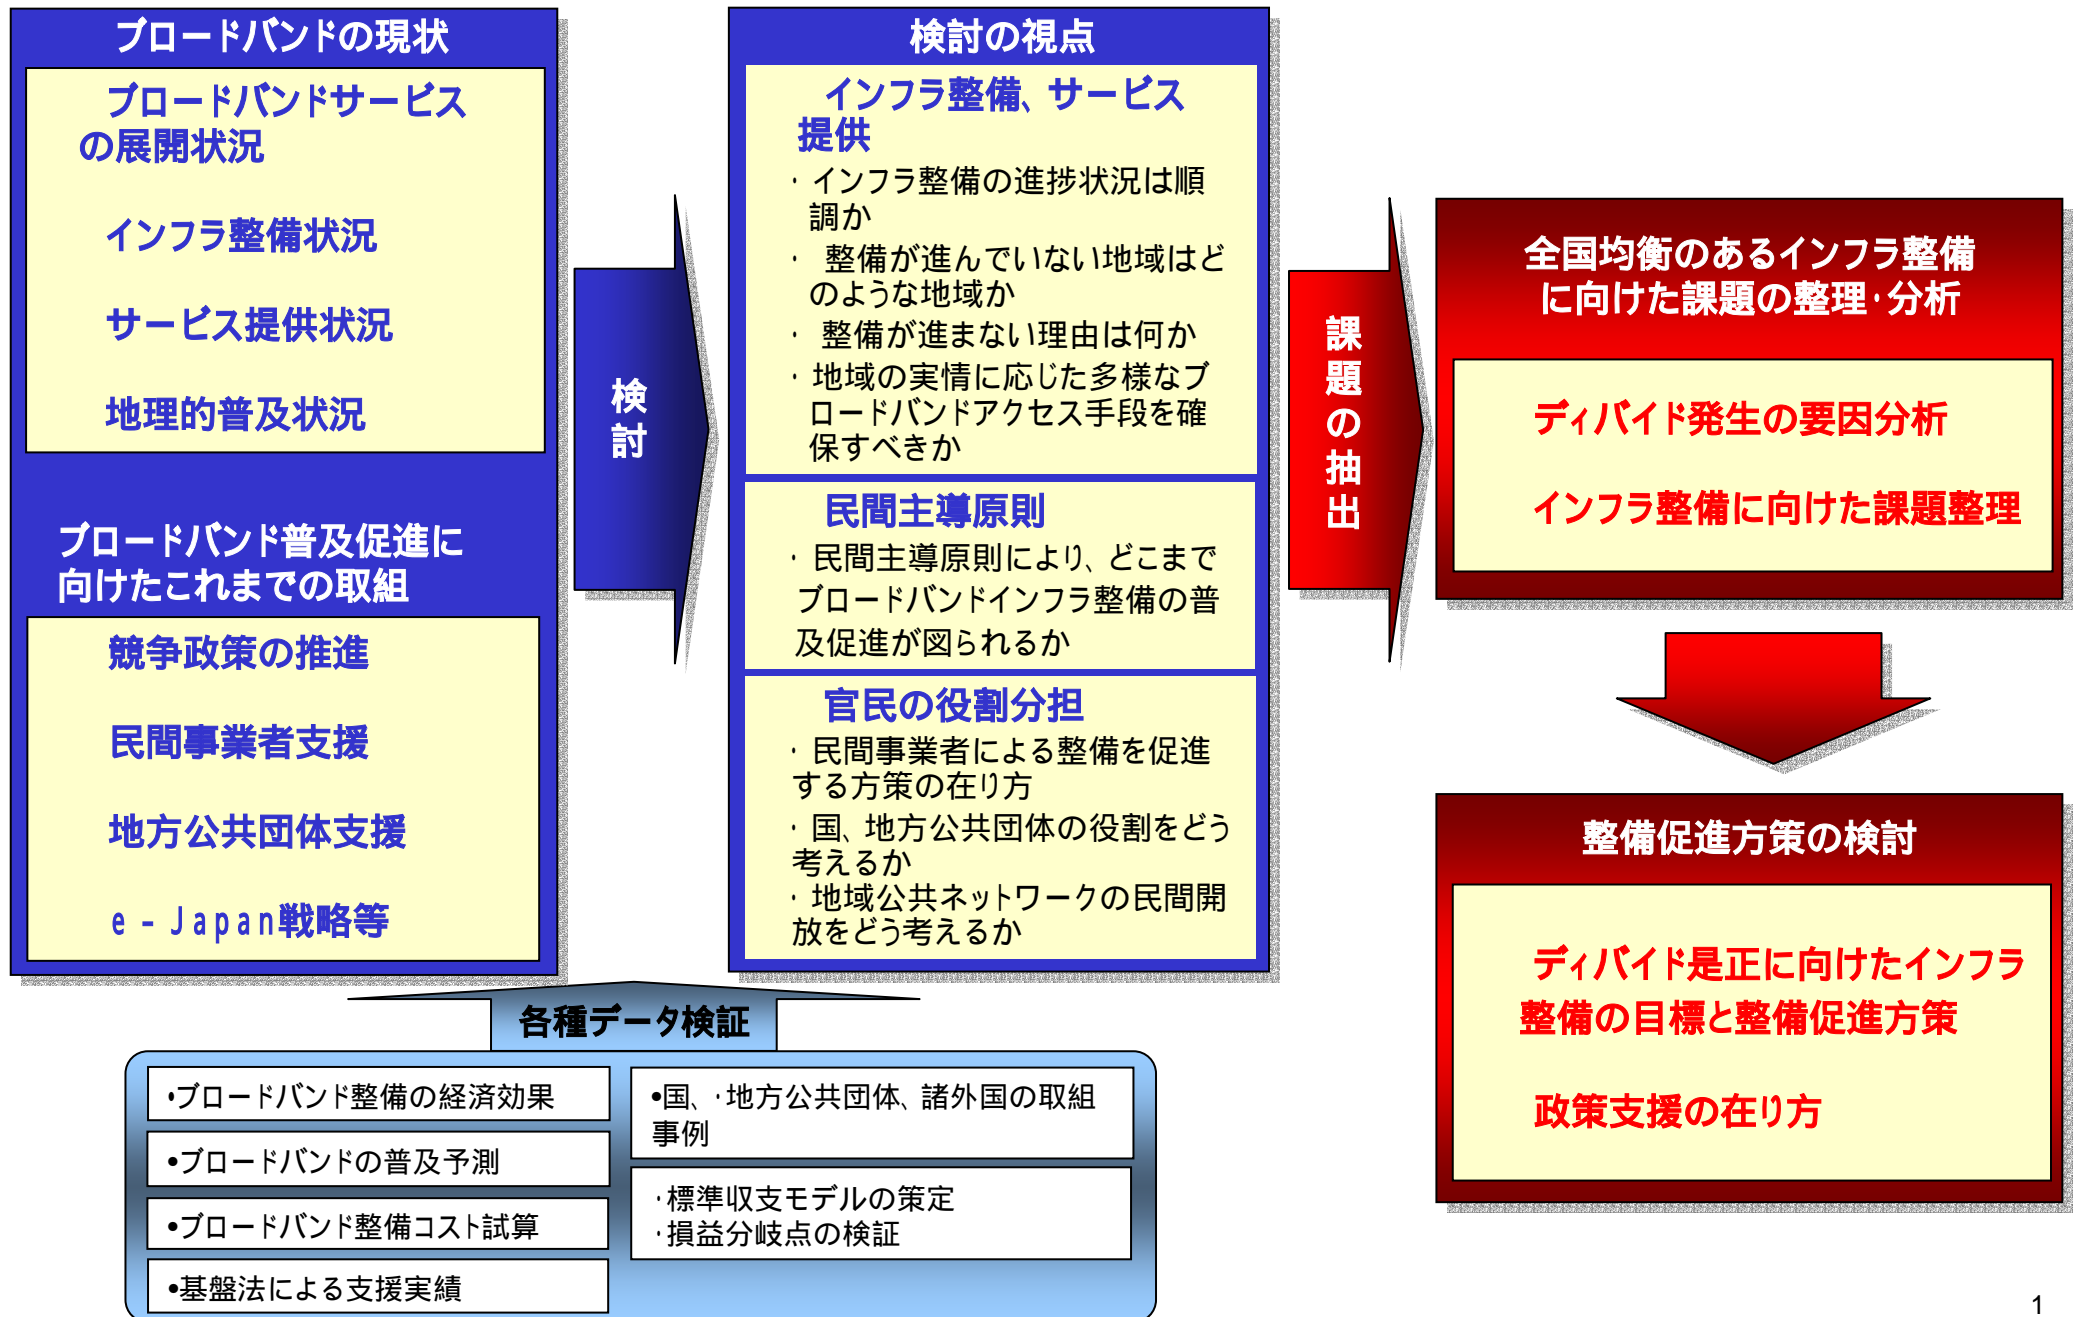 ブロードバンドの現状
ブロードバンドサービス
の展開状況
インフラ整備状況
サービス提供状況
地理的普及状況
ブロードバンド普及促進に
向けたこれまでの取組
競争政策の推進
民間事業者支援
地方公共団体支援
e－Japan戦略等
検討
検討の視点
インフラ整備、サービス
提供
・インフラ整備の進捗状況は順
調か
・ 整備が進んでいない地域はど
のような地域か
・ 整備が進まない理由は何か
・地域の実情に応じた多様なブ
ロードバンドアクセス手段を確
保すべきか
民間主導原則
・民間主導原則により、どこまで
ブロードバンドインフラ整備の普
及促進が図られるか
官民の役割分担
・民間事業者による整備を促進
する方策の在り方
・国、地方公共団体の役割をどう
考えるか
・地域公共ネットワークの民間開
放をどう考えるか
課題の抽出
全国均衡のあるインフラ整備
に向けた課題の整理・分析
ディバイド発生の要因分析
インフラ整備に向けた課題整理
整備促進方策の検討
ディバイド是正に向けたインフラ
整備の目標と整備促進方策
政策支援の在り方
各種データ検証
•ブロードバンド整備の経済効果
•ブロードバンドの普及予測
•ブロードバンド整備コスト試算
•基盤法による支援実績
•国、・地方公共団体、諸外国の取組
事例
・標準収支モデルの策定
・損益分岐点の検証
1